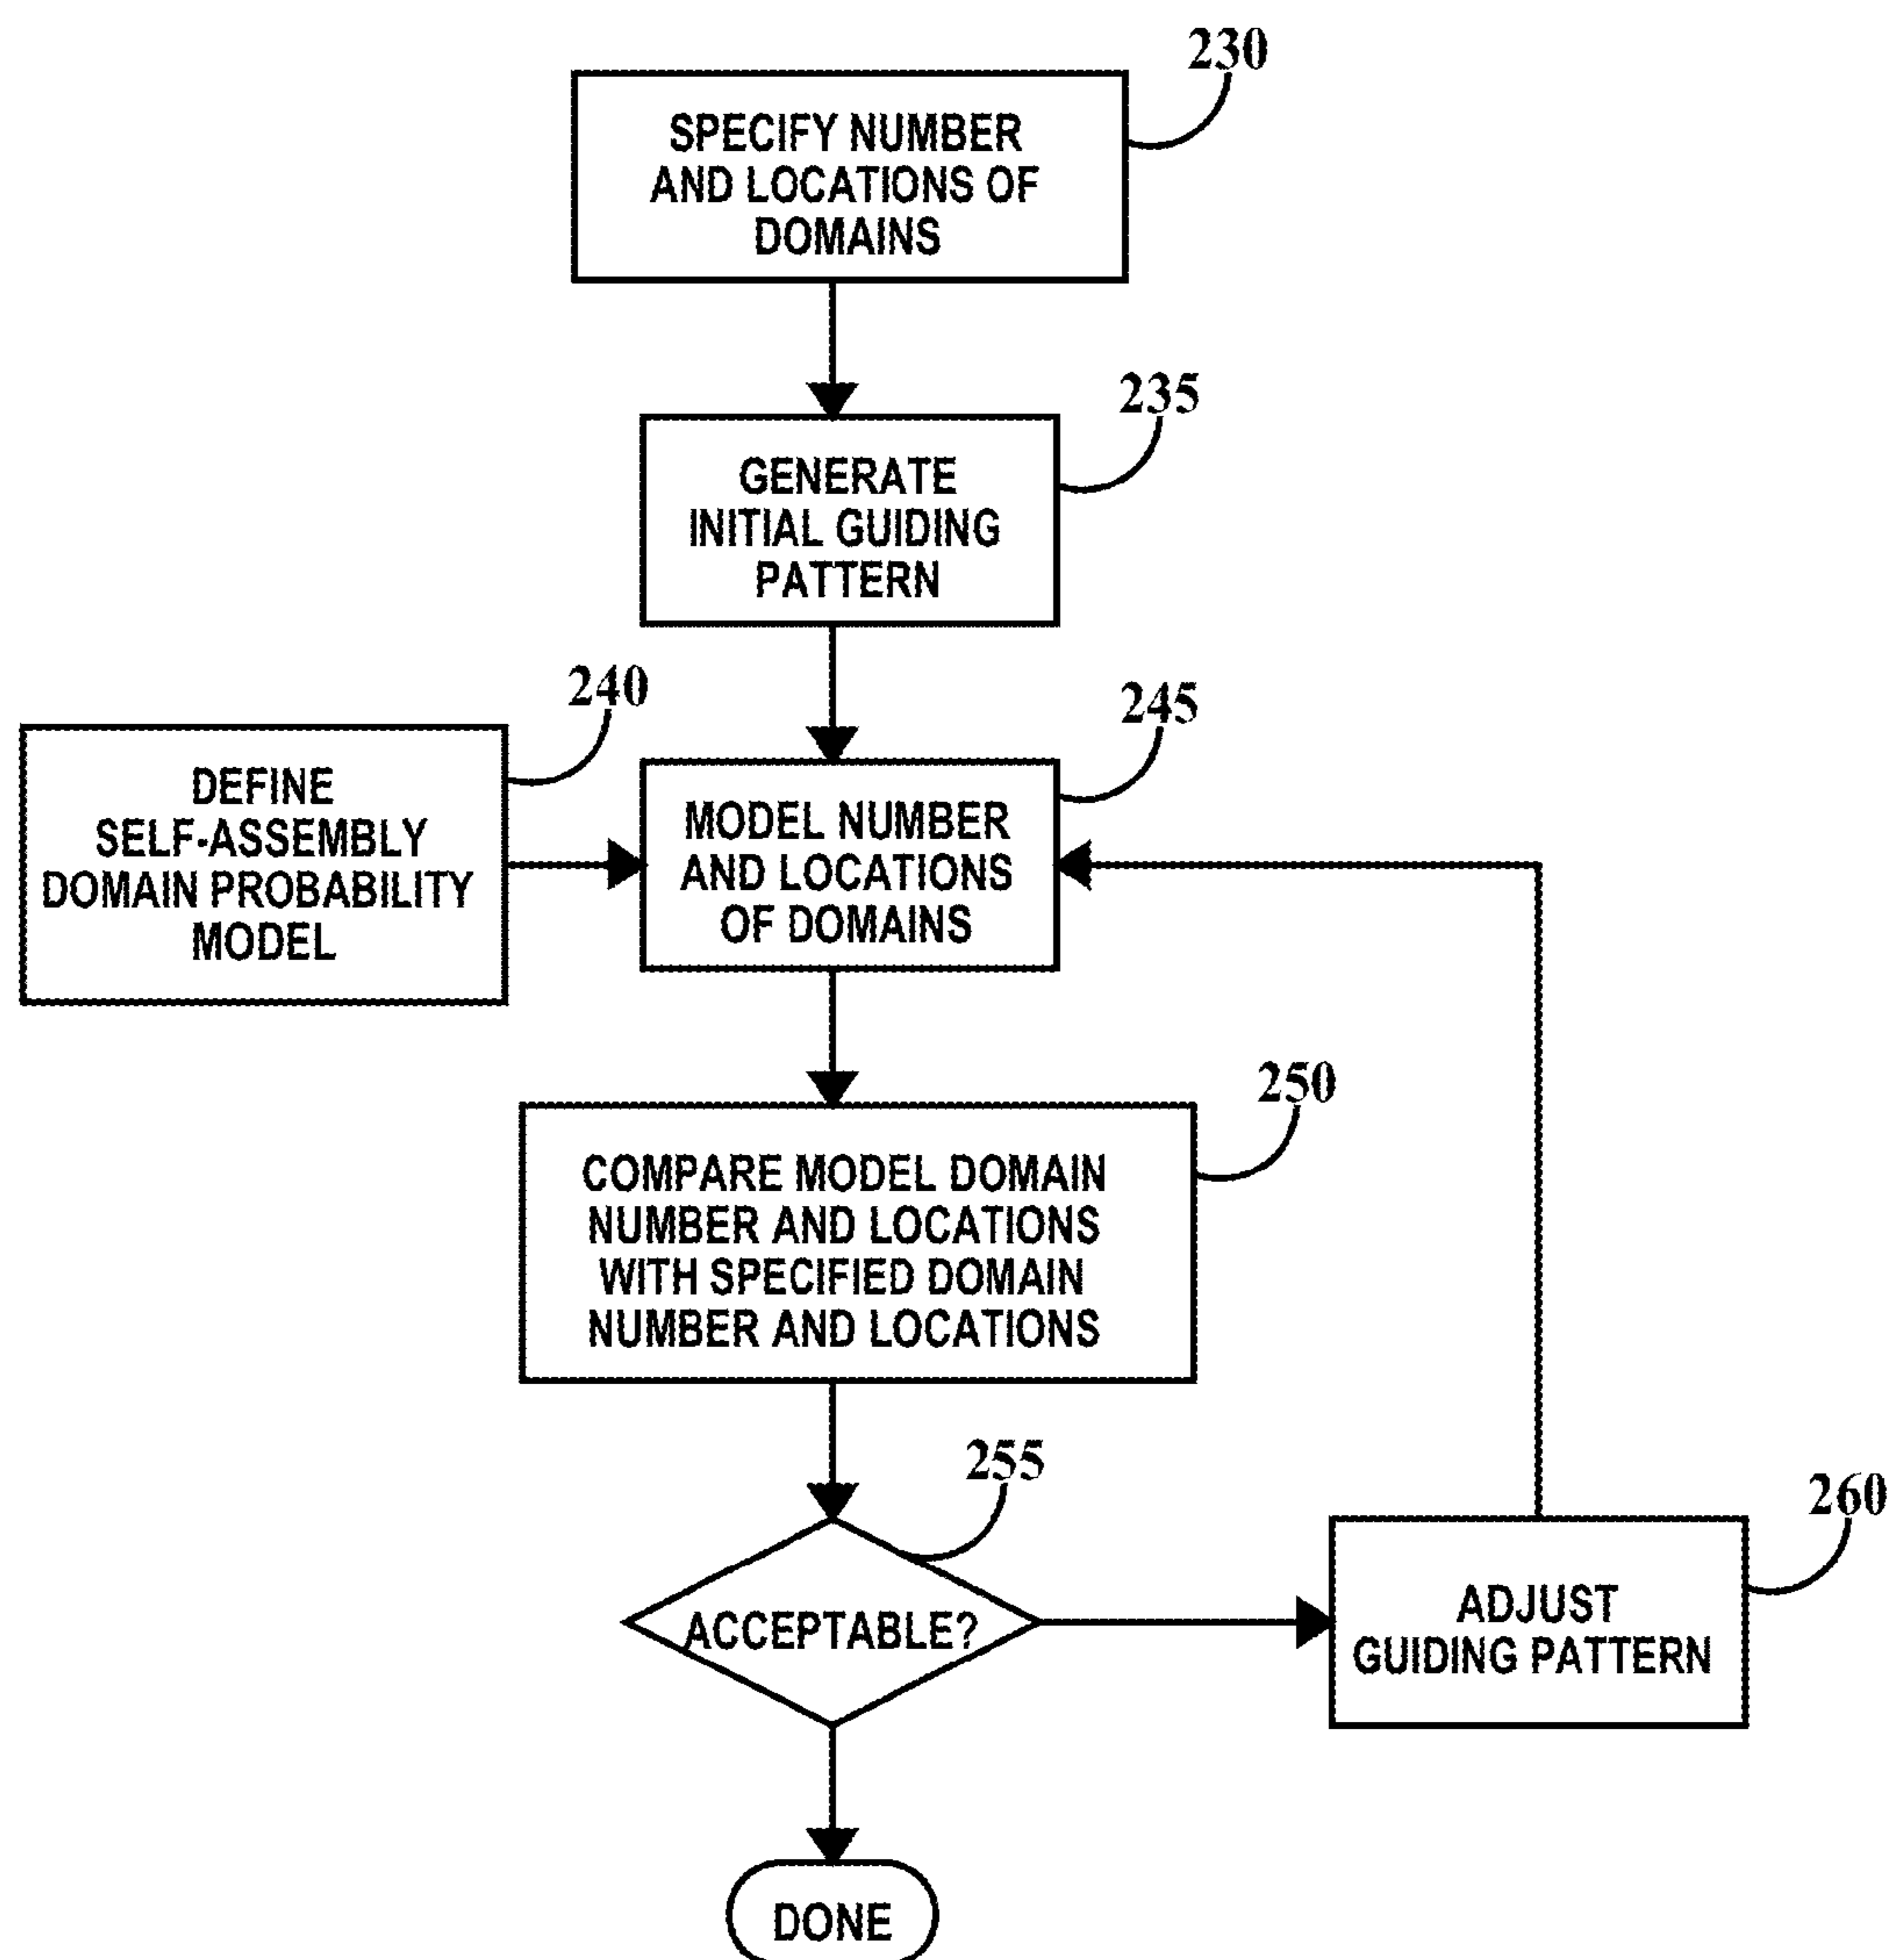 230
SPECIFY NUMBER
AND LOCATIONS OF
DOMAINS
235
GENERATE
INITIAL GUIDING
PATTERN
240
DEFINE
SELF-ASSEMBLY
DOMAIN PROBABILITY
MODEL
245
MODEL NUMBER
AND LOCATIONS
OF DOMAINS
250
COMPARE MODEL DOMAIN
NUMBER AND LOCATIONS
WITH SPECIFIED DOMAIN
NUMBER AND LOCATIONS
255
ACCEPTABLE?
260
ADJUST
GUIDING PATTERN
DONE